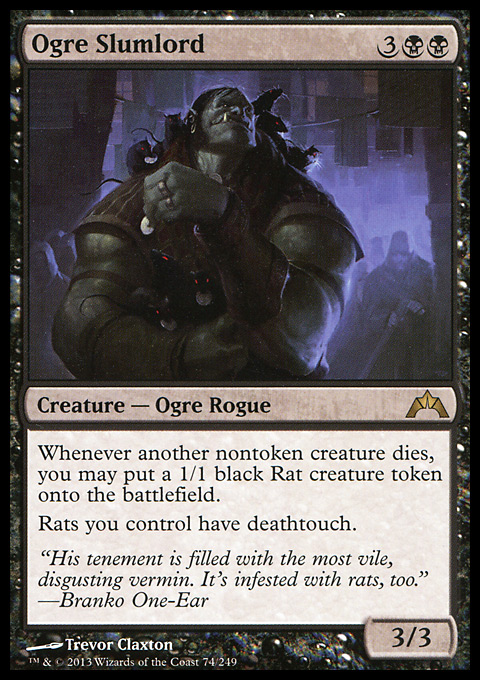 Ogre Slumlord 3
Creature — Ogre Rogue
Whenever another nontoken creature dies,
you may put a 1/1 black Rat creature token
onto the battlefield.
Rats you control have deathtouch.
“His tenement is filled with the most vile,
disgusting vermin. It’s infested with rats, too.”
—Branko One-Ear
3/3
Trevor Claxton
™ & © 2013 Wizards of the Coast 74/249